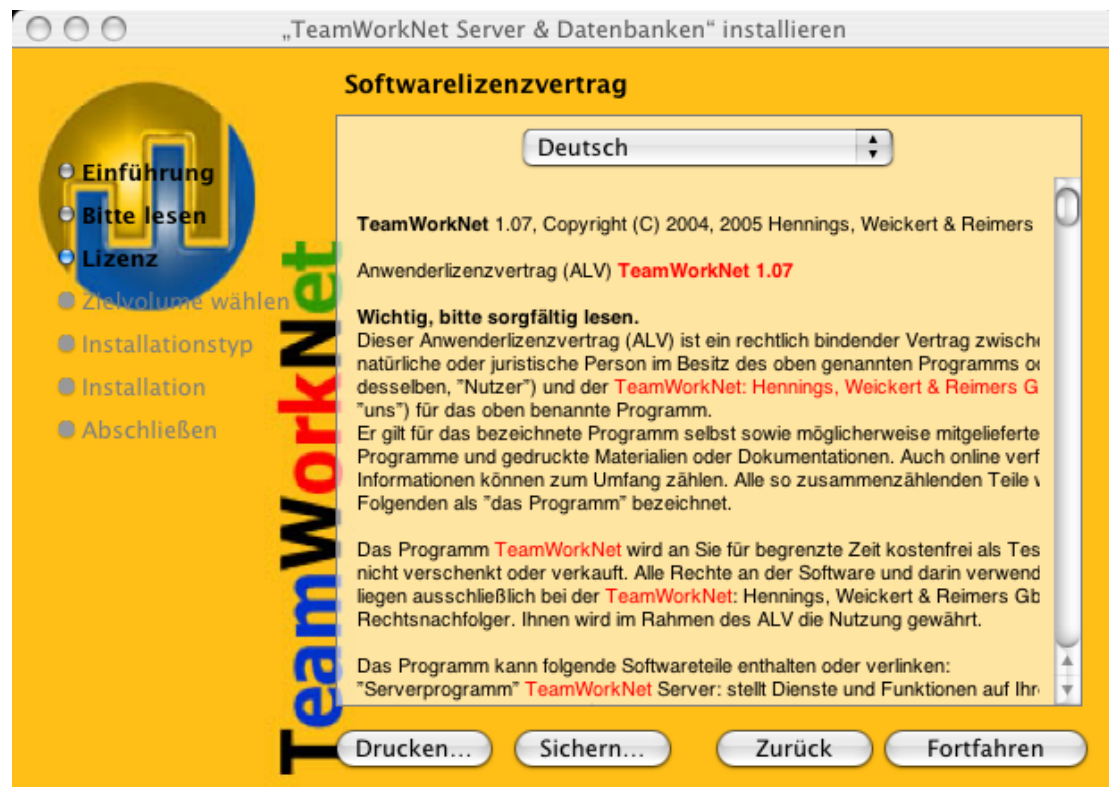 „TeamWorkNet Server & Datenbanken“ installieren
Softwarelizenzvertrag
Einführung
Bitte lesen
Lizenz
Zielvolume wählen
Installationstyp
Installation
Abschließen
TeamWorkNet
Deutsch
TeamWorkNet 1.07, Copyright (C) 2004, 2005 Hennings, Weickert & Reimers
Anwenderlizenzvertrag (ALV) TeamWorkNet 1.07
Wichtig, bitte sorgfältig lesen.
Dieser Anwenderlizenzvertrag (ALV) ist ein rechtlich bindender Vertrag zwische
natürliche oder juristische Person im Besitz des oben genannten Programms od
desselben, ”Nutzer”) und der TeamWorkNet: Hennings, Weickert & Reimers G
”uns”) für das oben benannte Programm.
Er gilt für das bezeichnete Programm selbst sowie möglicherweise mitgelieferte
Programme und gedruckte Materialien oder Dokumentationen. Auch online verf
Informationen können zum Umfang zählen. Alle so zusammenzählenden Teile
Folgenden als ”das Programm” bezeichnet.
Das Programm TeamWorkNet wird an Sie für begrenzte Zeit kostenfrei als Tes
nicht verschenkt oder verkauft. Alle Rechte an der Software und darin verwend
liegen ausschließlich bei der TeamWorkNet: Hennings, Weickert & Reimers Gb
Rechtsnachfolger. Ihnen wird im Rahmen des ALV die Nutzung gewährt.
Das Programm kann folgende Softwareteile enthalten oder verlinken:
”Serverprogramm” TeamWorkNet Server: stellt Dienste und Funktionen auf Ihr
Drucken...
Sichern...
Zurück
Fortfahren